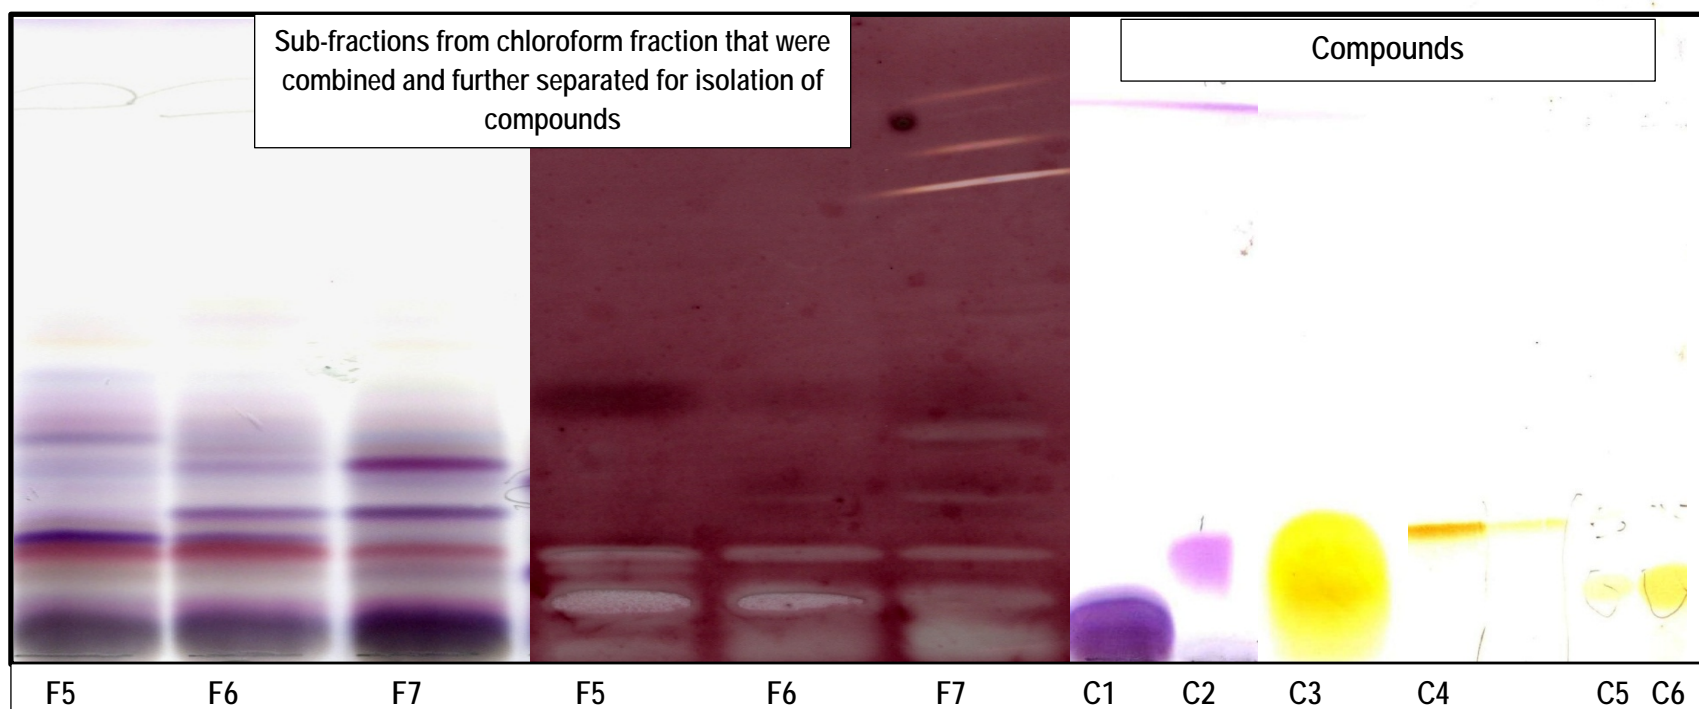 Sub-fractions from chloroform fraction that were
combined and further separated for isolation of
compounds
Compounds
F5 F6 F7 F5 F6 F7 C1 C2 C3 C4 C5 C6